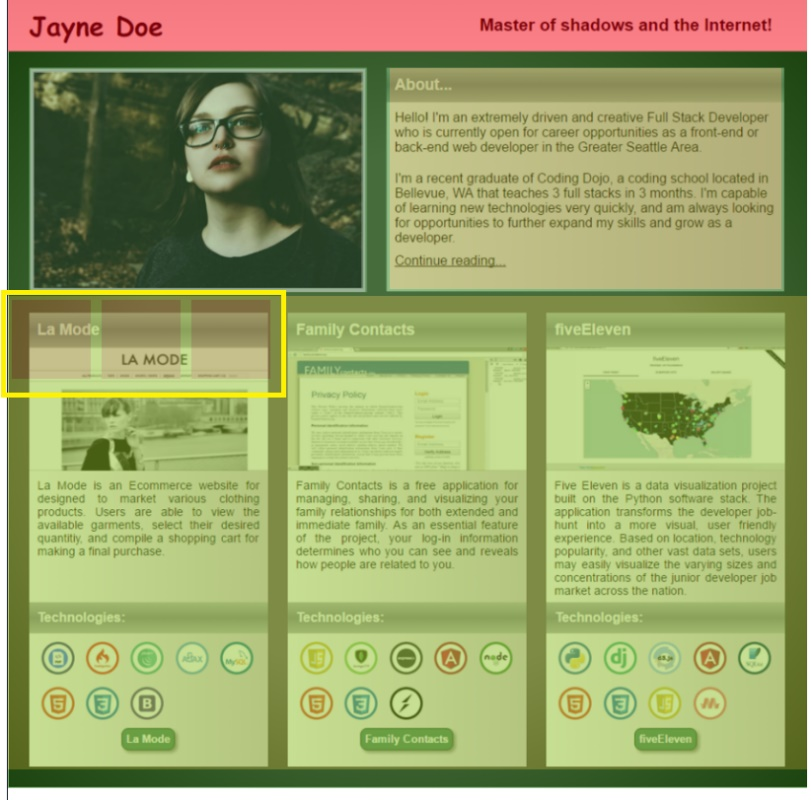 Jayne Doe
Master of shadows and the Internet!
About...
Hello! I'm an extremely driven and creative Full Stack Developer
who is currently open for career opportunities as a front-end or
back-end web developer in the Greater Seattle Area.
I'm a recent graduate of Coding Dojo, a coding school located in
Bellevue, WA that teaches 3 full stacks in 3 months. I'm capable
of learning new technologies very quickly, and am always looking
for opportunities to further expand my skills and grow as a
developer.
Continue reading...
La Mode
LA MODE
La Mode is an Ecommerce website for
designed to market various clothing
products. Users are able to view the
available garments, select their desired
quantitiy, and compile a shopping cart for
making a final purchase.
Technologies:
AJAX
MySQL
B
La Mode
Family Contacts
FAMILYcontacts
Privacy Policy
Login
Register
Family Contacts is a free application for
managing, sharing, and visualizing your
family relationships for both extended and
immediate family. As an essential feature
of the project, your log-in information
determines who you can see and reveals
how people are related to you.
Technologies:
JS
A
node
Family Contacts
fiveEleven
fiveEleven
Five Eleven is a data visualization project
built on the Python software stack. The
application transforms the developer job-
hunt into a more visual, user friendly
experience. Based on location, technology
popularity, and other vast data sets, users
may easily visualize the varying sizes and
concentrations of the junior developer job
market across the nation.
Technologies:
dj
A
JS
fiveEleven